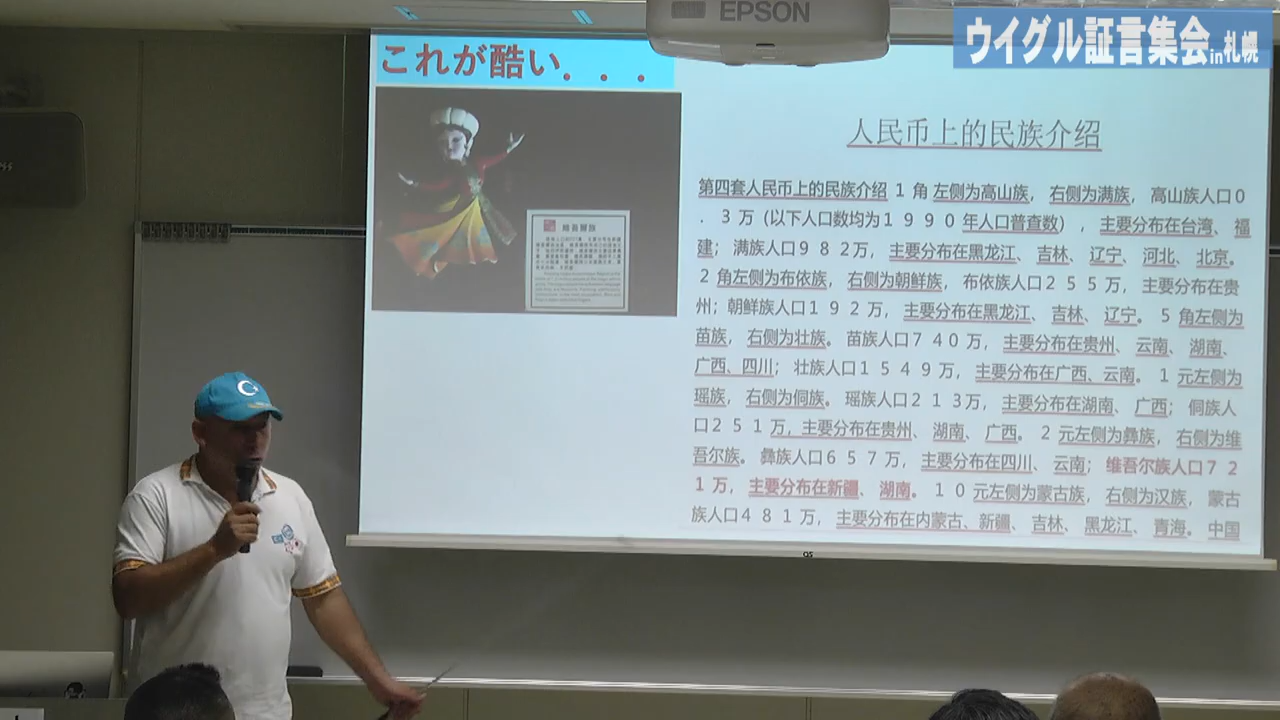 EPSON
ウイグル証言集会in札幌
これが酷い．．．
人民币上的民族介绍
第四套人民币上的民族介绍 １角 左侧为高山族， 右侧为满族， 高山族人口０
．３万（以下人口数均为１９９０年人口普查数）， 主要分布在台湾、 福
建； 满族人口９８２万， 主要分布在黑龙江、 吉林、 辽宁、 河北、 北京。
２ 角左侧为布依族， 右侧为朝鲜族， 布依族人口２５５万， 主要分布在贵
州； 朝鲜族人口１９２万， 主要分布在黑龙江、 吉林、 辽宁。 ５ 角左侧为
苗族， 右侧为壮族。 苗族人口７４０万， 主要分布在贵州、 云南、 湖南、
广西、四川； 壮族人口１５４９万， 主要分布在广西、云南。 １ 元左侧为
瑶族， 右侧为侗族。 瑶族人口２１３万， 主要分布在湖南、 广西； 侗族人
口２５１万，主要分布在贵州、 湖南、 广西。 ２ 元左侧为彝族， 右侧为维
吾尔族。 彝族人口６５７万， 主要分布在四川、 云南； 维吾尔族人口７２
１万， 主要分布在新疆、 湖南。 １０ 元左侧为蒙古族， 右侧为汉族， 蒙古
族人口４８１万， 主要分布在内蒙古、新疆、 吉林、 黑龙江、 青海。 中国
维吾尔族